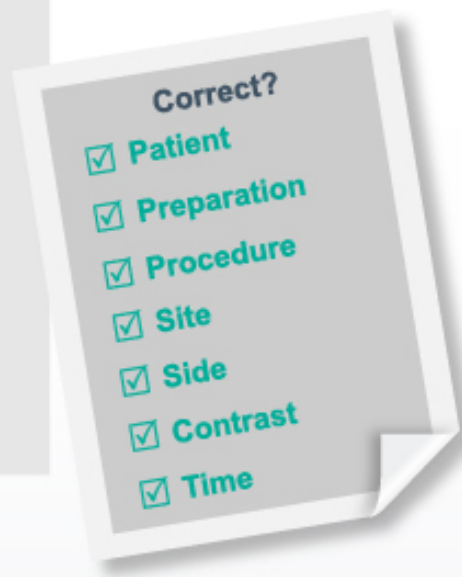 Correct?
Patient
Preparation
Procedure
Site
Side
Contrast
Time